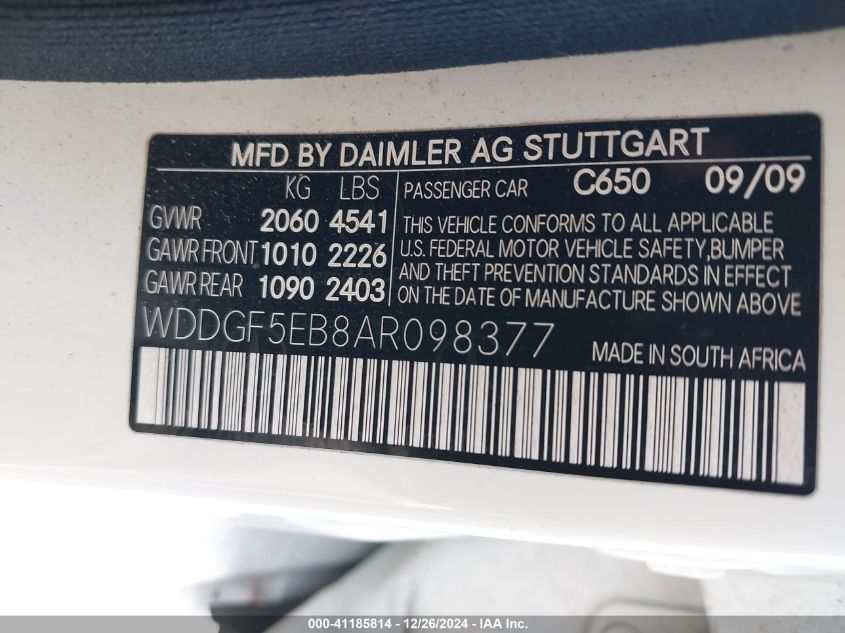 MFD BY DAIMLER AG STUTTGART
KG LBS
GVWR 2060 4541
GAWR FRONT 1010 2226
GAWR REAR 1090 2403
PASSENGER CAR C650 09/09
THIS VEHICLE CONFORMS TO ALL APPLICABLE
U.S. FEDERAL MOTOR VEHICLE SAFETY,BUMPER
AND THEFT PREVENTION STANDARDS IN EFFECT
ON THE DATE OF MANUFACTURE SHOWN ABOVE
WDDGF5EB8AR098377
MADE IN SOUTH AFRICA
000-41185814 - 12/26/2024 - IAA Inc.